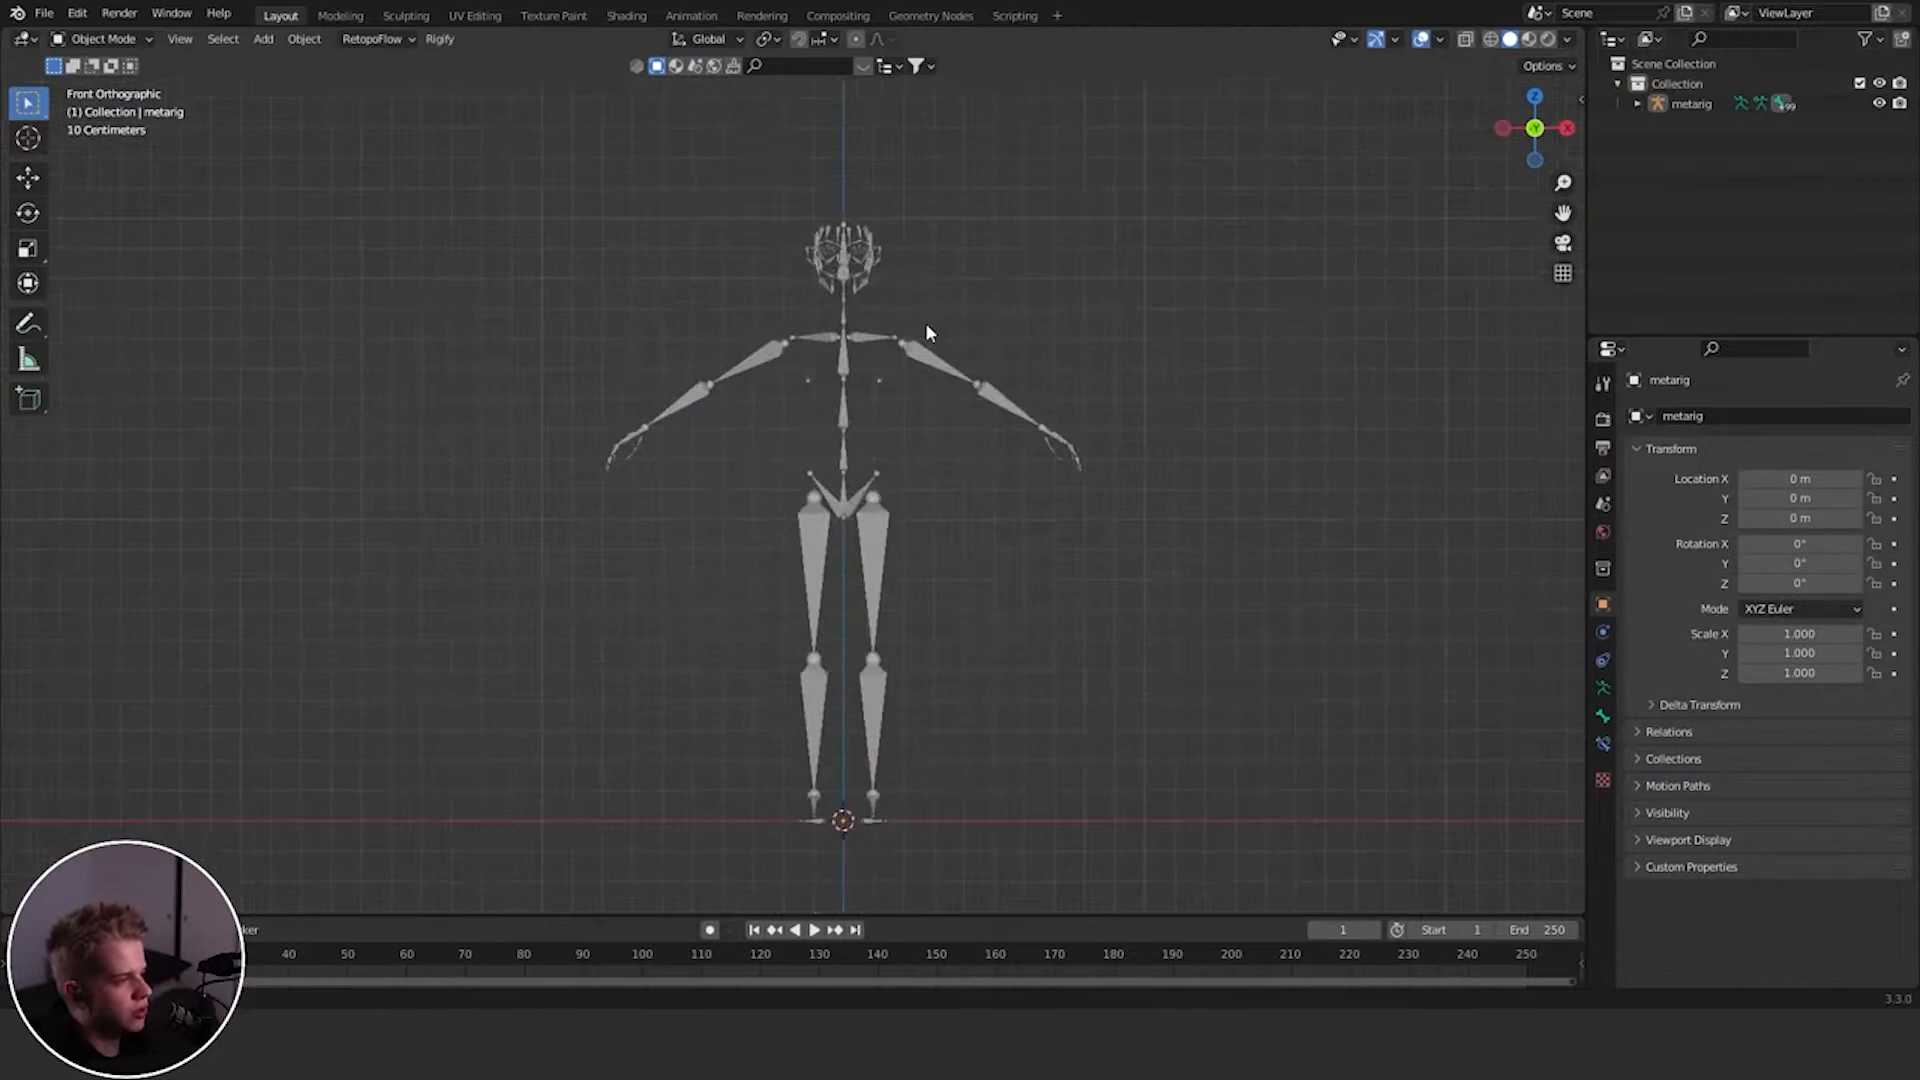 File Edit Render Window Help Layout Modeling Sculpting UV Editing Texture Paint Shading Animation Rendering Compositing Geometry Nodes Scripting + Scene ViewLayer
Object Mode View Select Add Object RetopoFlow Rigify Global
Options
Front Orthographic
(1) Collection | metarig
10 Centimeters
Z
Y
X
Scene Collection
Collection
metarig 99
metarig
metarig
Transform
Location X 0 m
Y 0 m
Z 0 m
Rotation X 0°
Y 0°
Z 0°
Mode XYZ Euler
Scale X 1.000
Y 1.000
Z 1.000
Delta Transform
Relations
Collections
Motion Paths
Visibility
Viewport Display
Custom Properties
ker 1 Start 1 End 250
40 50 60 70 80 90 100 110 120 130 140 150 160 170 180 190 200 210 220 230 240 250
3.3.0